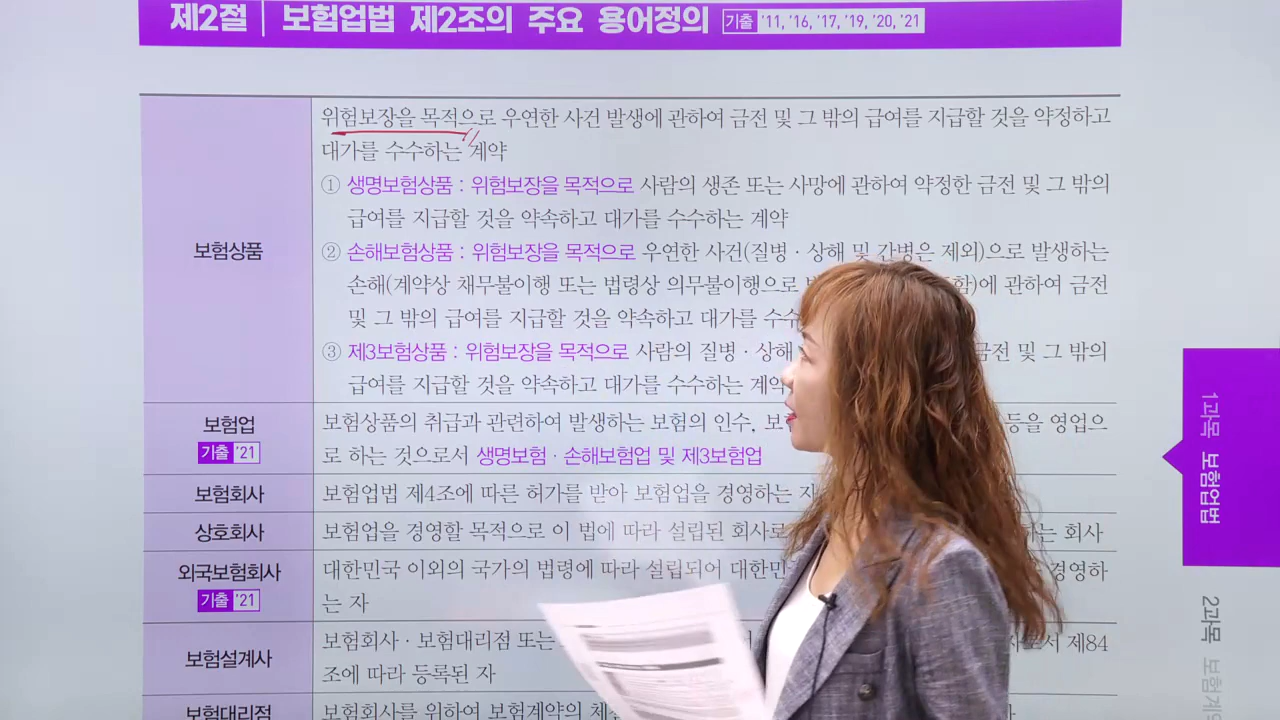 제2절 | 보험업법 제2조의 주요 용어정의 기출 '11, '16, '17, '19, '20, '21
위험보장을 목적으로 우연한 사건 발생에 관하여 금전 및 그 밖의 급여를 지급할 것을 약정하고
대가를 수수하는 계약
① 생명보험상품 : 위험보장을 목적으로 사람의 생존 또는 사망에 관하여 약정한 금전 및 그 밖의
급여를 지급할 것을 약속하고 대가를 수수하는 계약
보험상품
② 손해보험상품 : 위험보장을 목적으로 우연한 사건(질병 · 상해 및 간병은 제외)으로 발생하는
손해(계약상 채무불이행 또는 법령상 의무불이행으로 함)에 관하여 금전
및 그 밖의 급여를 지급할 것을 약속하고 대가를 수수
③ 제3보험상품 : 위험보장을 목적으로 사람의 질병 · 상해 금전 및 그 밖의
급여를 지급할 것을 약속하고 대가를 수수하는 계약
보험업
기출 '21
보험상품의 취급과 관련하여 발생하는 보험의 인수, 등을 영업으
로 하는 것으로서 생명보험 · 손해보험업 및 제3보험업
보험회사
보험업법 제4조에 따른 허가를 받아 보험업을 경영하는 자
상호회사
보험업을 경영할 목적으로 이 법에 따라 설립된 회사로 하는 회사
외국보험회사
기출 '21
대한민국 이외의 국가의 법령에 따라 설립되어 대한민 경영하
는 자
보험설계사
보험회사 · 보험대리점 또는 제84
조에 따라 등록된 자
보험대리점
보험회사를 위하여 보험계약의 체
1과목 보험업법
2과목